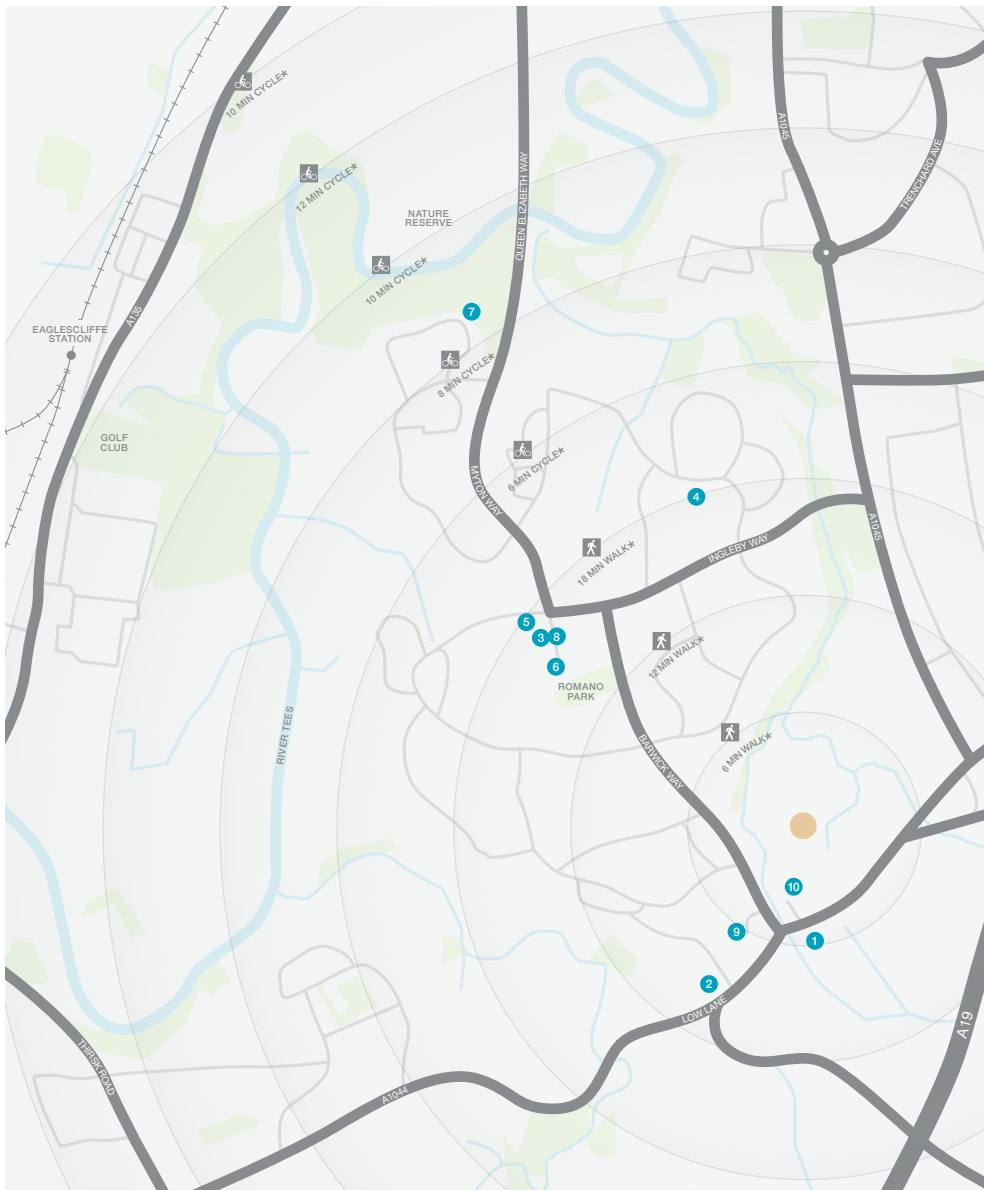 10 MIN CYCLE*
A1045
TRENCHARD AVE
12 MIN CYCLE*
QUEEN ELIZABETH WAY
NATURE
RESERVE
10 MIN CYCLE*
7
A135
EAGLESCLIFFE
STATION
8 MIN CYCLE*
GOLF
CLUB
6 MIN CYCLE*
MYTON WAY
4
A1045
INGLEBY WAY
18 MIN WALK*
5
3
8
6
12 MIN WALK*
ROMANO
PARK
RIVER TEES
6 MIN WALK*
BARWICK WAY
10
9
1
2
LOW LANE
A19
THIRSK ROAD
A1044